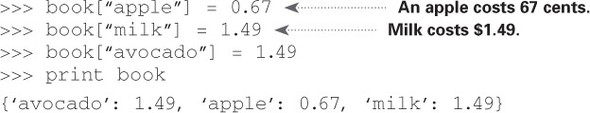 >>> book[“apple”] = 0.67 An apple costs 67 cents.
>>> book[“milk”] = 1.49 Milk costs $1.49.
>>> book[“avocado”] = 1.49
>>> print book
{‘avocado’: 1.49, ‘apple’: 0.67, ‘milk’: 1.49}